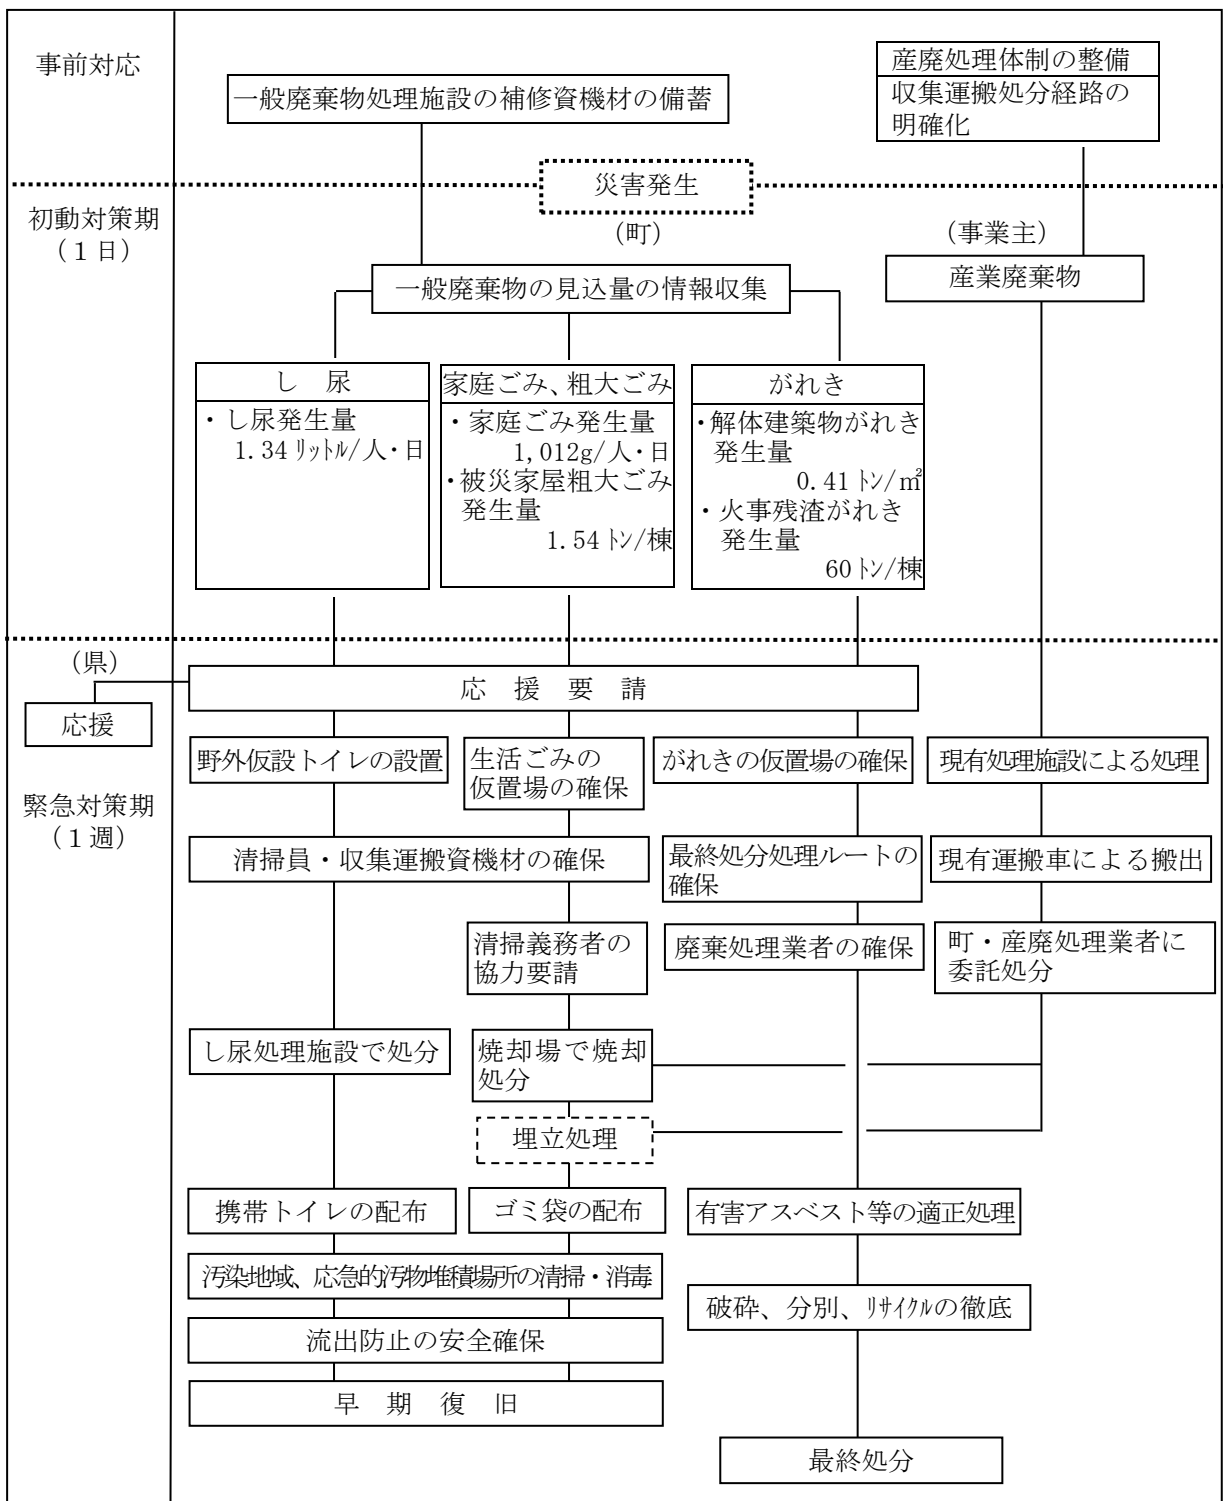 事前対応
産廃処理体制の整備
収集運搬処分経路の
明確化
一般廃棄物処理施設の補修資機材の備蓄
災害発生
初動対策期
（１日）
（町）
（事業主）
一般廃棄物の見込量の情報収集
産業廃棄物
し　尿
・し尿発生量
1.34 ﾘｯﾄﾙ/人・日
家庭ごみ、粗大ごみ
・家庭ごみ発生量
1,012g/人・日
・被災家屋粗大ごみ
発生量
1.54 ﾄﾝ/棟
がれき
・解体建築物がれき
発生量
0.41 ﾄﾝ/㎡
・火事残渣がれき
発生量
60 ﾄﾝ/棟
（県）
応　援　要　請
応援
緊急対策期
（１週）
野外仮設トイレの設置
生活ごみの
仮置場の確保
がれきの仮置場の確保
現有処理施設による処理
清掃員・収集運搬資機材の確保
最終処分処理ルートの
確保
現有運搬車による搬出
清掃義務者の
協力要請
廃棄処理業者の確保
町・産廃処理業者に
委託処分
し尿処理施設で処分
焼却場で焼却
処分
埋立処理
携帯トイレの配布
ゴミ袋の配布
有害アスベスト等の適正処理
汚染地域、応急的汚物堆積場所の清掃・消毒
破砕、分別、ﾘｻｲｸﾙの徹底
流出防止の安全確保
早　期　復　旧
最終処分